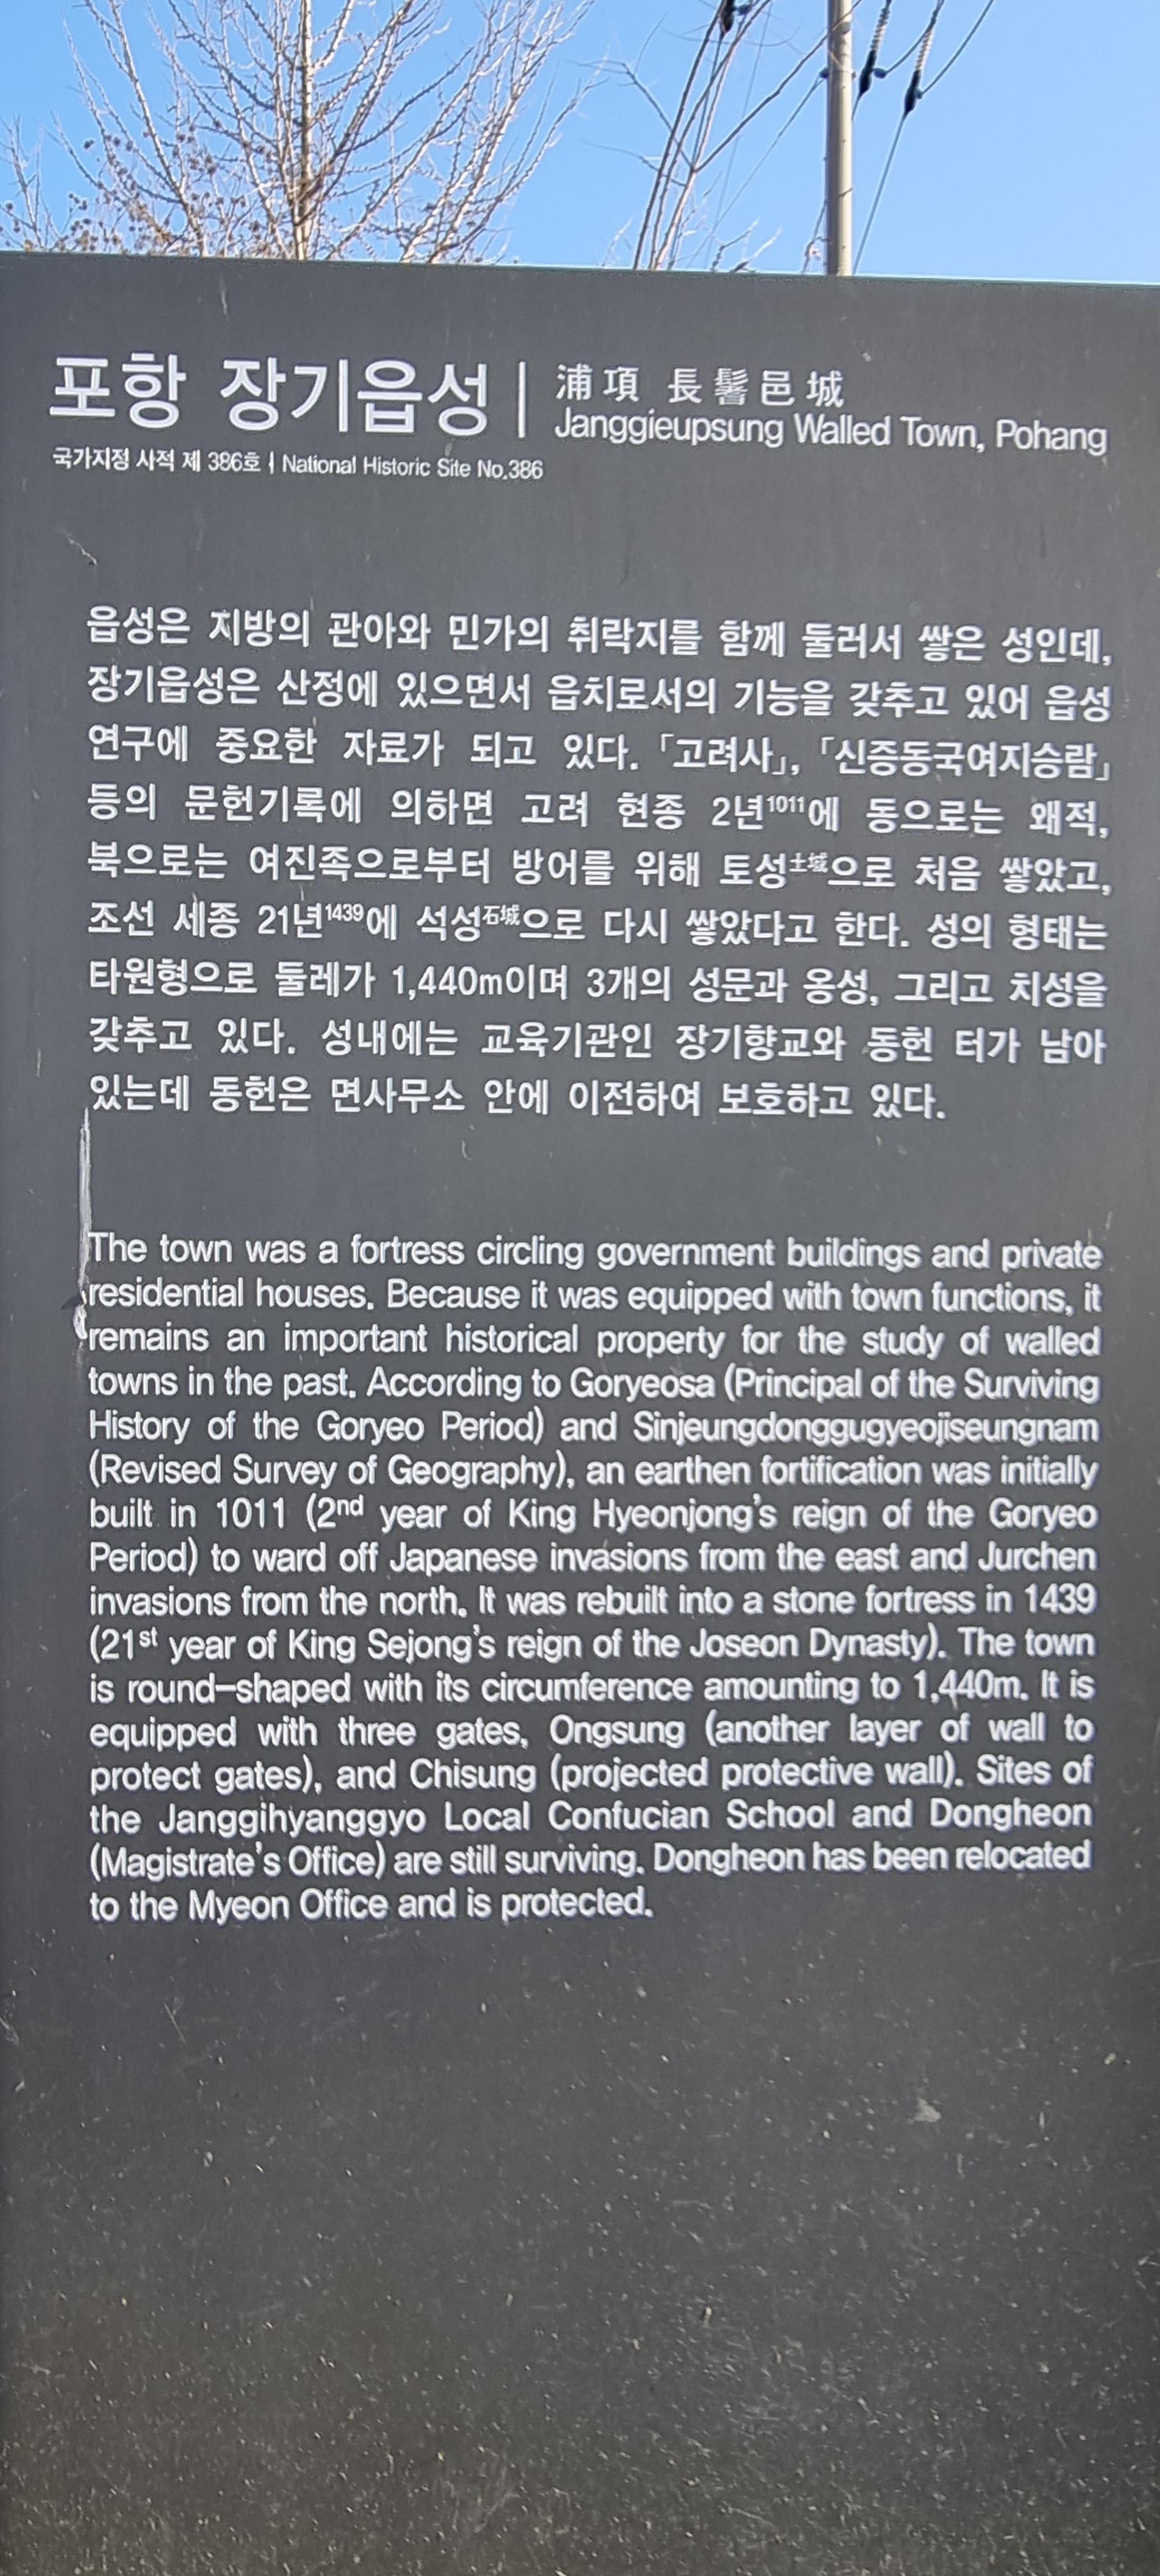 포항 장기읍성 | 浦項 長鬐邑城
Janggieupsung Walled Town, Pohang
국가지정 사적 제 386호 | National Historic Site No.386
읍성은 지방의 관아와 민가의 취락지를 함께 둘러서 쌓은 성인데,
장기읍성은 산정에 있으면서 읍치로서의 기능을 갖추고 있어 읍성
연구에 중요한 자료가 되고 있다. 「고려사」, 「신증동국여지승람」
등의 문헌기록에 의하면 고려 현종 2년1011에 동으로는 왜적,
북으로는 여진족으로부터 방어를 위해 토성土城으로 처음 쌓았고,
조선 세종 21년1439에 석성石城으로 다시 쌓았다고 한다. 성의 형태는
타원형으로 둘레가 1,440m이며 3개의 성문과 옹성, 그리고 치성을
갖추고 있다. 성내에는 교육기관인 장기향교와 동헌 터가 남아
있는데 동헌은 면사무소 안에 이전하여 보호하고 있다.
The town was a fortress circling government buildings and private
residential houses. Because it was equipped with town functions, it
remains an important historical property for the study of walled
towns in the past. According to Goryeosa (Principal of the Surviving
History of the Goryeo Period) and Sinjeungdonggugyeojiseungnam
(Revised Survey of Geography), an earthen fortification was initially
built in 1011 (2nd year of King Hyeonjong's reign of the Goryeo
Period) to ward off Japanese invasions from the east and Jurchen
invasions from the north. It was rebuilt into a stone fortress in 1439
(21st year of King Sejong's reign of the Joseon Dynasty). The town
is round-shaped with its circumference amounting to 1,440m. It is
equipped with three gates, Ongsung (another layer of wall to
protect gates), and Chisung (projected protective wall). Sites of
the Janggihyanggyo Local Confucian School and Dongheon
(Magistrate's Office) are still surviving. Dongheon has been relocated
to the Myeon Office and is protected.